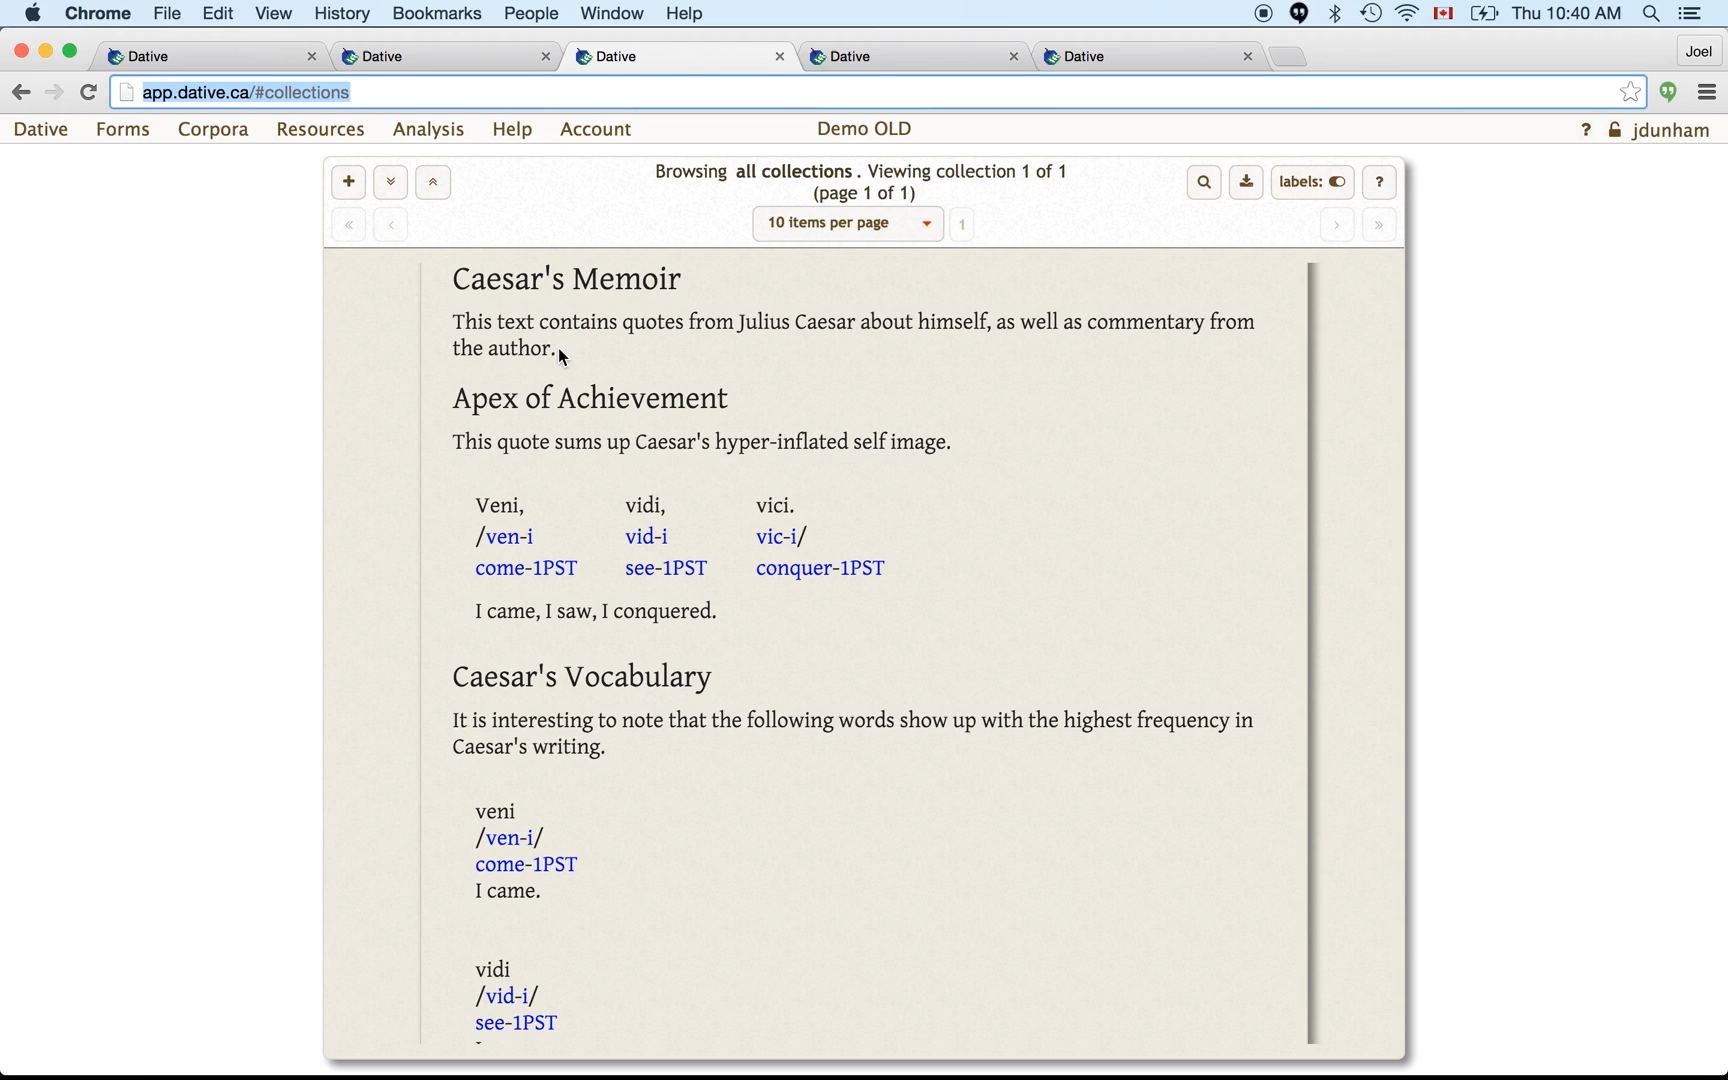 Chrome File Edit View History Bookmarks People Window Help Thu 10:40 AM
Dative Dative Dative Dative Dative Joel
app.dative.ca/#collections
Dative Forms Corpora Resources Analysis Help Account Demo OLD ? jdunham
Browsing all collections . Viewing collection 1 of 1
(page 1 of 1)
labels: ?
10 items per page 1
Caesar's Memoir
This text contains quotes from Julius Caesar about himself, as well as commentary from
the author.
Apex of Achievement
This quote sums up Caesar's hyper-inflated self image.
Veni, vidi, vici.
/ven-i vid-i vic-i/
come-1PST see-1PST conquer-1PST
I came, I saw, I conquered.
Caesar's Vocabulary
It is interesting to note that the following words show up with the highest frequency in
Caesar's writing.
veni
/ven-i/
come-1PST
I came.
vidi
/vid-i/
see-1PST